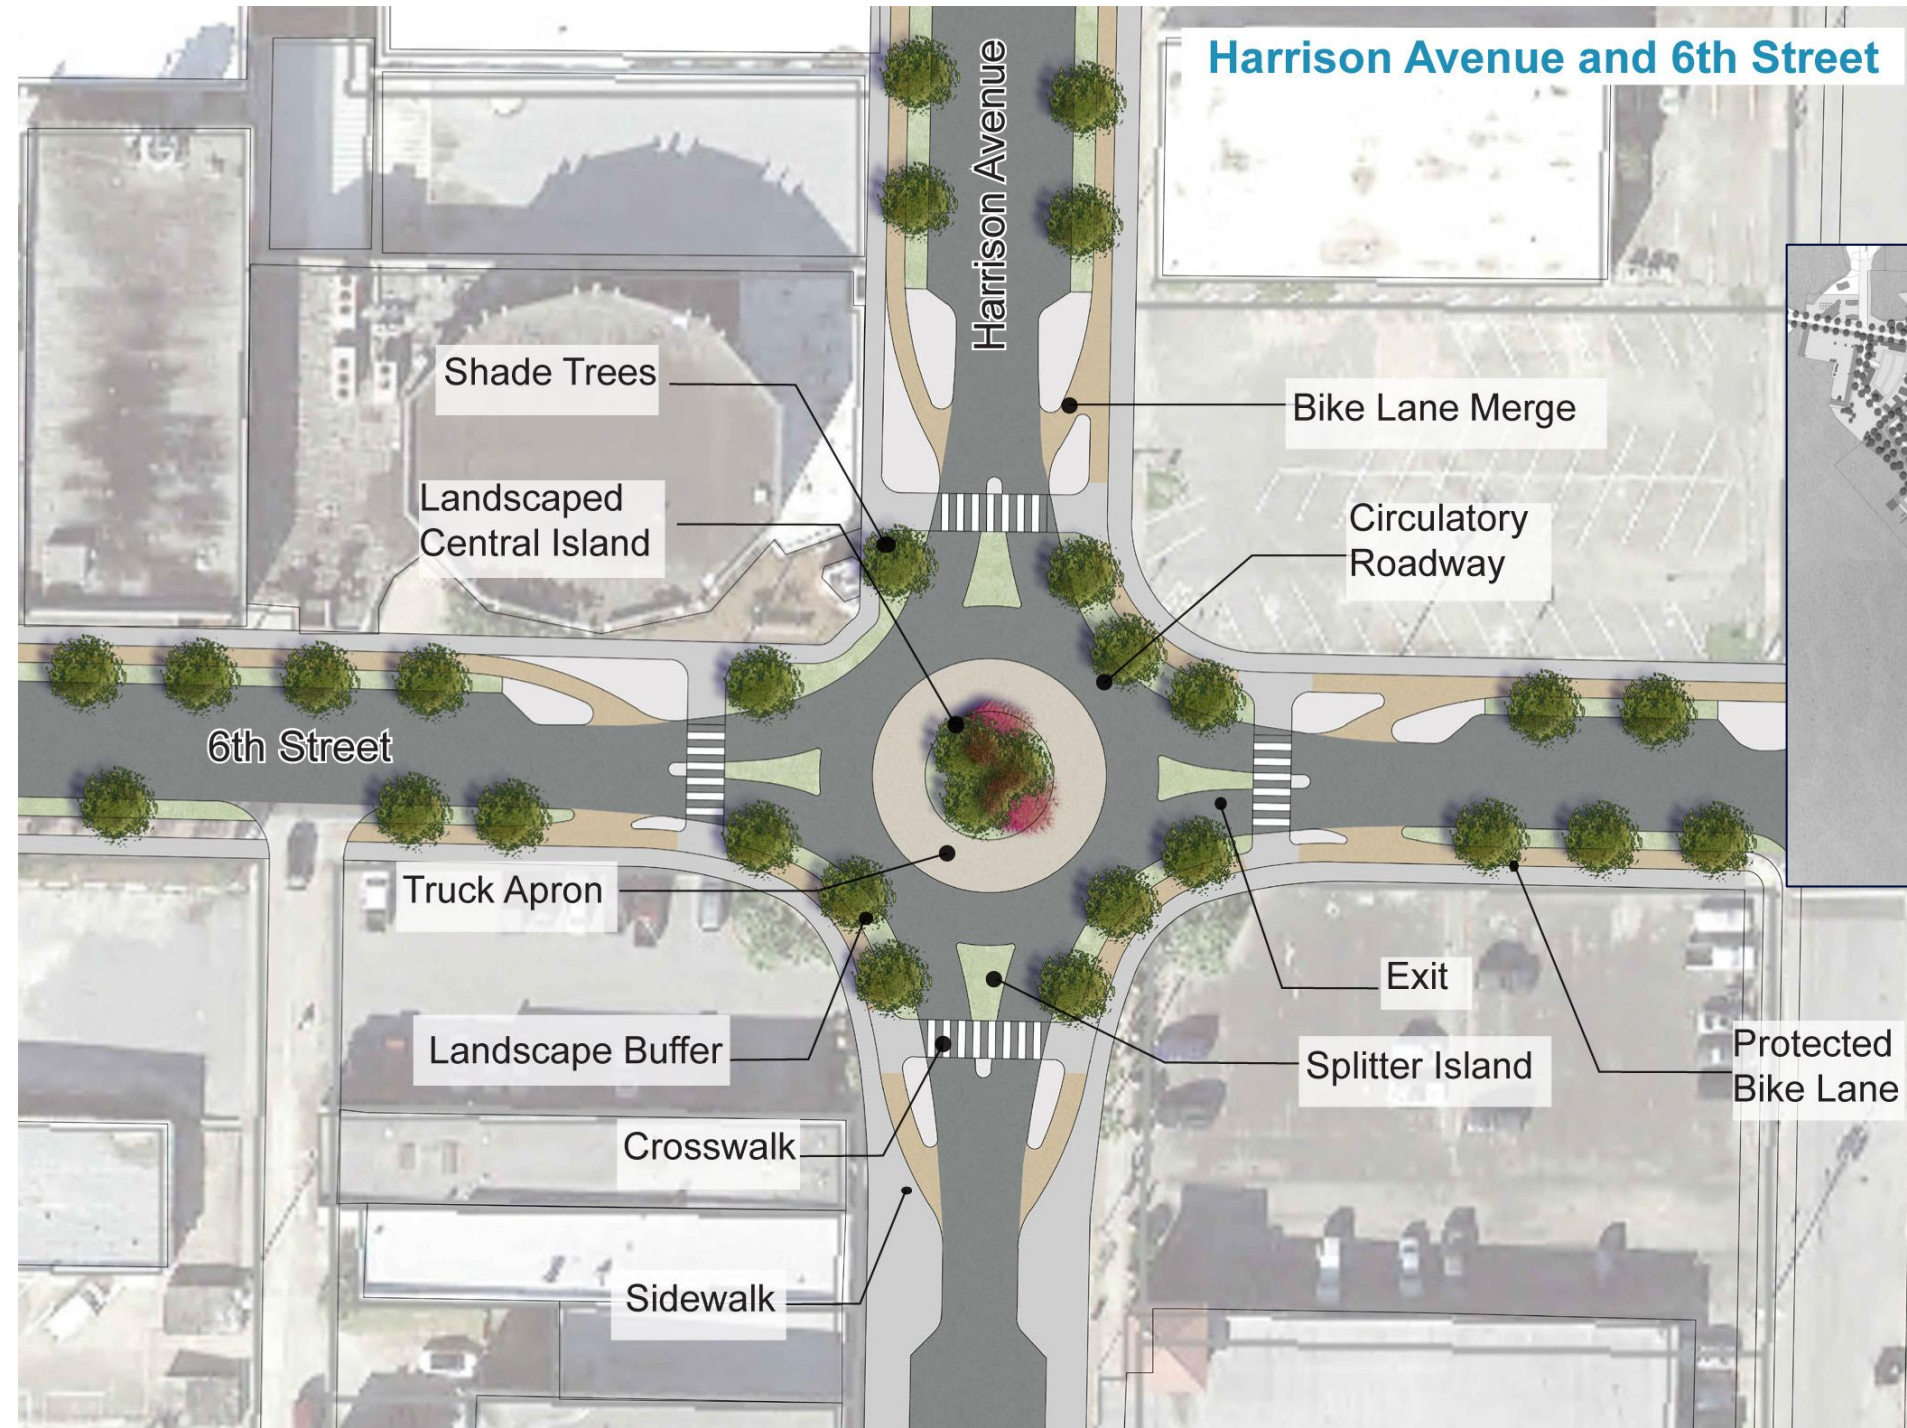 Harrison Avenue and 6th Street
Harrison Avenue
Shade Trees
Bike Lane Merge
Landscaped
Central Island
Circulatory
Roadway
6th Street
Truck Apron
Exit
Landscape Buffer
Splitter Island
Protected
Bike Lane
Crosswalk
Sidewalk